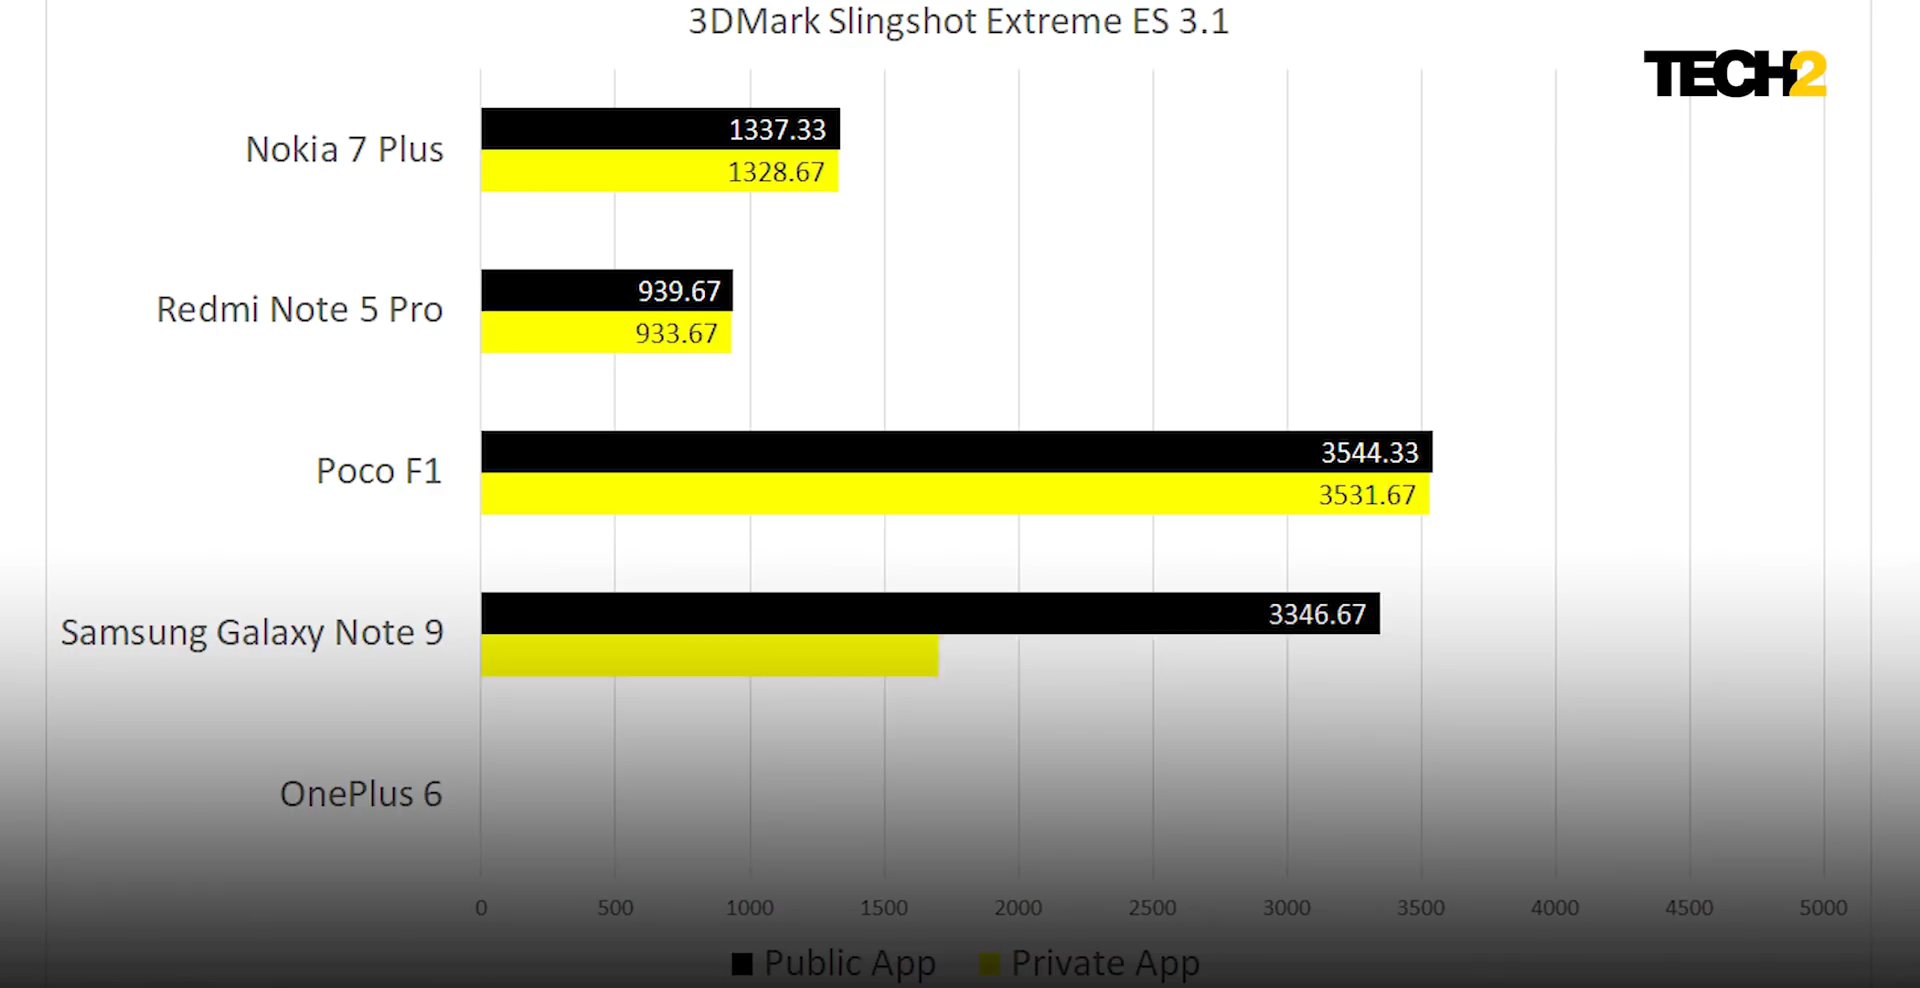 3DMark Slingshot Extreme ES 3.1
TECH2
Nokia 7 Plus
1337.33
1328.67
Redmi Note 5 Pro
939.67
933.67
Poco F1
3544.33
3531.67
Samsung Galaxy Note 9
3346.67
OnePlus 6
0 500 1000 1500 2000 2500 3000 3500 4000 4500 5000
Public App Private App